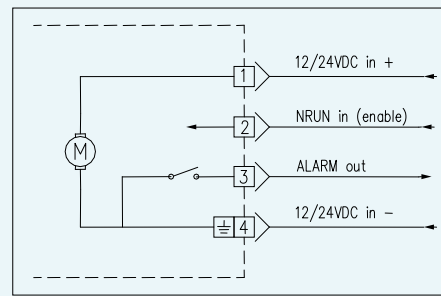 1 12/24VDC in +
2 NRUN in (enable)
M
3 ALARM out
4 12/24VDC in -